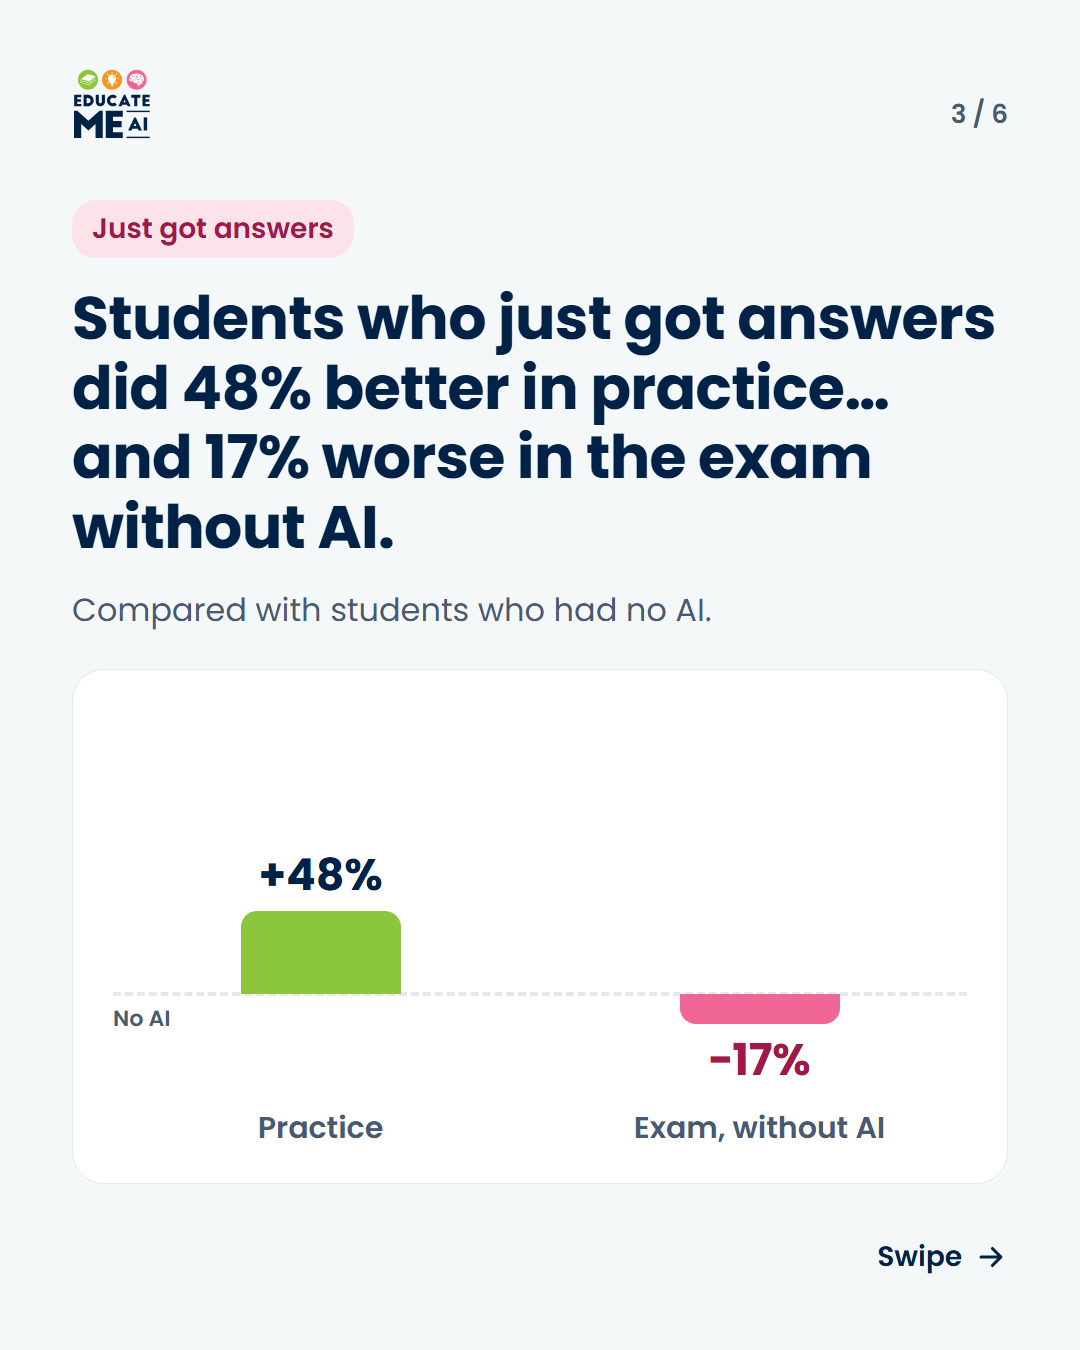 EDUCATE
ME AI
3 / 6
Just got answers
Students who just got answers
did 48% better in practice...
and 17% worse in the exam
without AI.
Compared with students who had no AI.
+48%
No AI
-17%
Practice
Exam, without AI
Swipe →